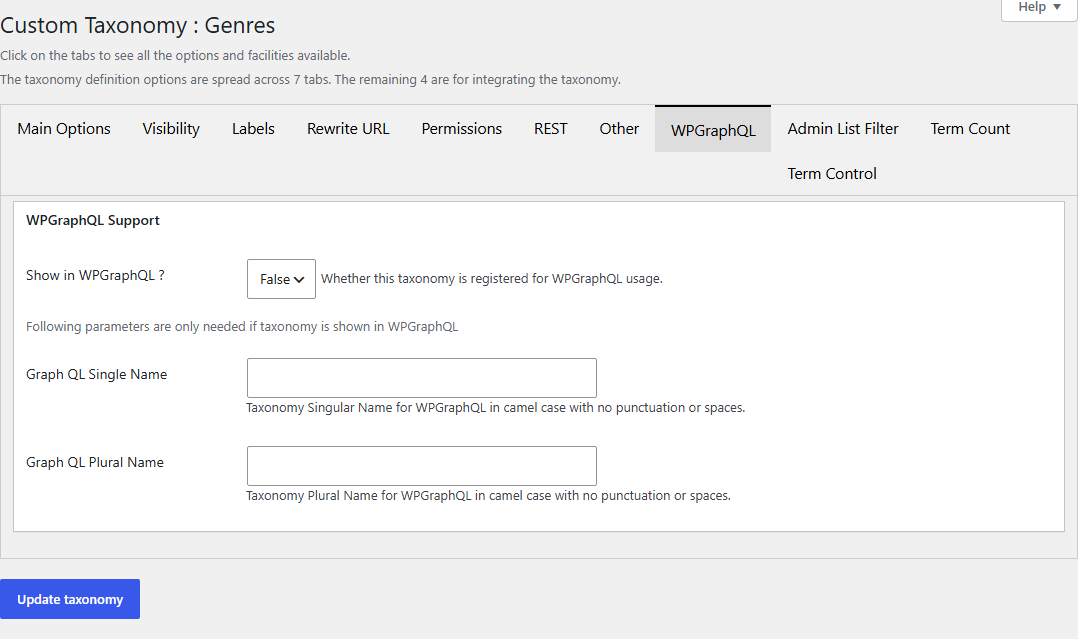 Help
Custom Taxonomy : Genres
Click on the tabs to see all the options and facilities available.
The taxonomy definition options are spread across 7 tabs. The remaining 4 are for integrating the taxonomy.
Main Options Visibility Labels Rewrite URL Permissions REST Other WPGraphQL Admin List Filter Term Count
Term Control
WPGraphQL Support
Show in WPGraphQL ? False Whether this taxonomy is registered for WPGraphQL usage.
Following parameters are only needed if taxonomy is shown in WPGraphQL
Graph QL Single Name
Taxonomy Singular Name for WPGraphQL in camel case with no punctuation or spaces.
Graph QL Plural Name
Taxonomy Plural Name for WPGraphQL in camel case with no punctuation or spaces.
Update taxonomy